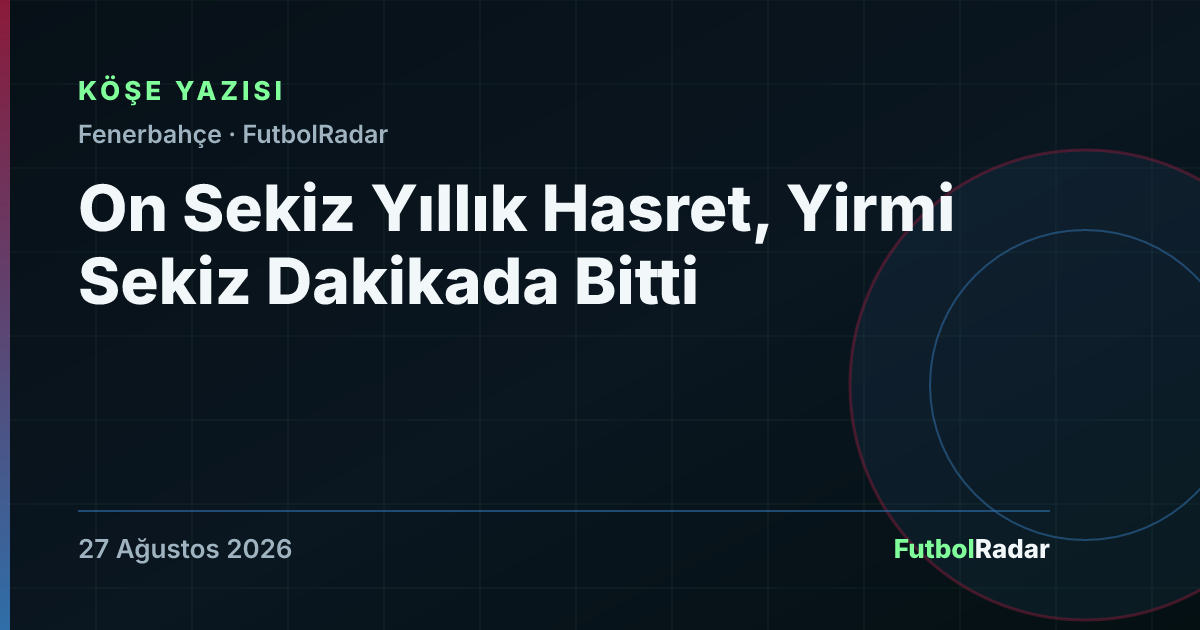 KÖŞE YAZISI
Fenerbahçe · FutbolRadar
On Sekiz Yıllık Hasret, Yirmi
Sekiz Dakikada Bitti
27 Ağustos 2026
FutbolRadar